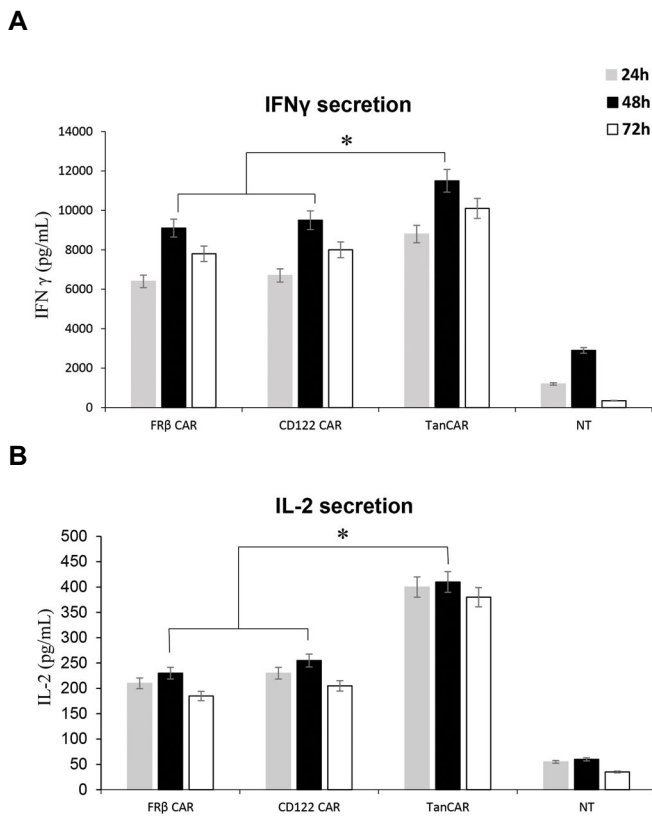 A
24h
48h
72h
IFNγ secretion
*
14000
12000
10000
8000
6000
4000
2000
0
IFN γ (pg/mL)
FRβ CAR
CD122 CAR
TanCAR
NT
B
IL-2 secretion
*
500
450
400
350
300
250
200
150
100
50
0
IL-2 (pg/mL)
FRβ CAR
CD122 CAR
TanCAR
NT